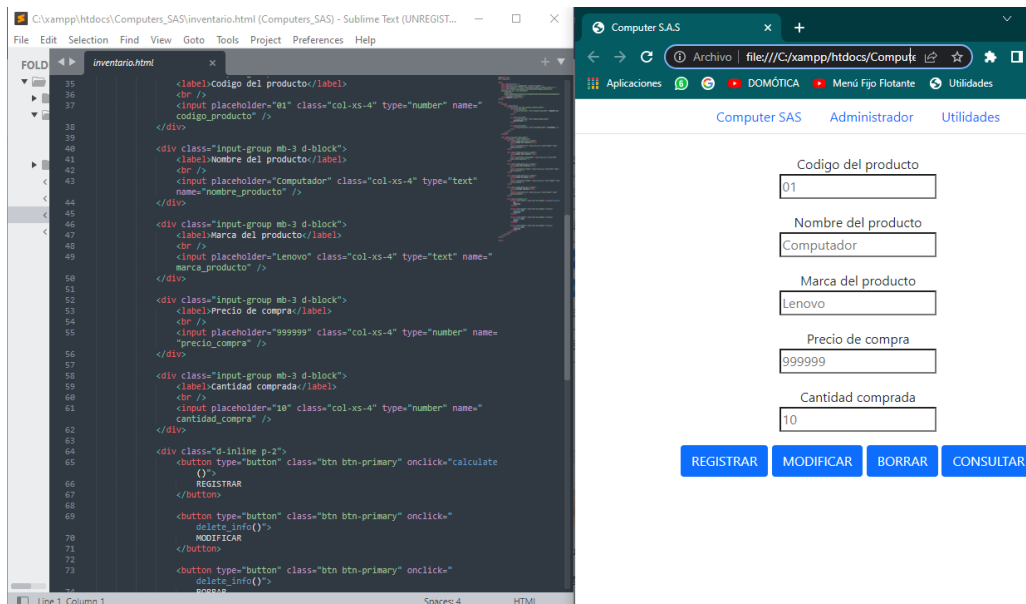 C:\xampp\htdocs\Computers_SAS\inventario.html (Computers_SAS) - Sublime Text (UNREGIST...
File Edit Selection Find View Goto Tools Project Preferences Help
FOLD
inventario.html
35 <label>Codigo del producto</label>
36 <br />
37 <input placeholder="01" class="col-xs-4" type="number" name="
codigo_producto" />
38 </div>
39
40 <div class="input-group mb-3 d-block">
41 <label>Nombre del producto</label>
42 <br />
43 <input placeholder="Computador" class="col-xs-4" type="text"
name="nombre_producto" />
44 </div>
45
46 <div class="input-group mb-3 d-block">
47 <label>Marca del producto</label>
48 <br />
49 <input placeholder="Lenovo" class="col-xs-4" type="text" name="
marca_producto" />
50 </div>
51
52 <div class="input-group mb-3 d-block">
53 <label>Precio de compra</label>
54 <br />
55 <input placeholder="999999" class="col-xs-4" type="number" name=
"precio_compra" />
56 </div>
57
58 <div class="input-group mb-3 d-block">
59 <label>Cantidad comprada</label>
60 <br />
61 <input placeholder="10" class="col-xs-4" type="number" name="
cantidad_compra" />
62 </div>
63
64 <div class="d-inline p-2">
65 <button type="button" class="btn btn-primary" onclick="calculate
()">
66 REGISTRAR
67 </button>
68
69 <button type="button" class="btn btn-primary" onclick="
delete_info()">
70 MODIFICAR
71 </button>
72
73 <button type="button" class="btn btn-primary" onclick="
delete_info()">
74 BORRAR
Line 1, Column 1 Spaces: 4 HTML
Computer S.A.S
Archivo | file:///C:/xampp/htdocs/Compute
Aplicaciones 6 G DOMÓTICA Menú Fijo Flotante Utilidades
Computer SAS Administrador Utilidades
Codigo del producto
01
Nombre del producto
Computador
Marca del producto
Lenovo
Precio de compra
999999
Cantidad comprada
10
REGISTRAR MODIFICAR BORRAR CONSULTAR